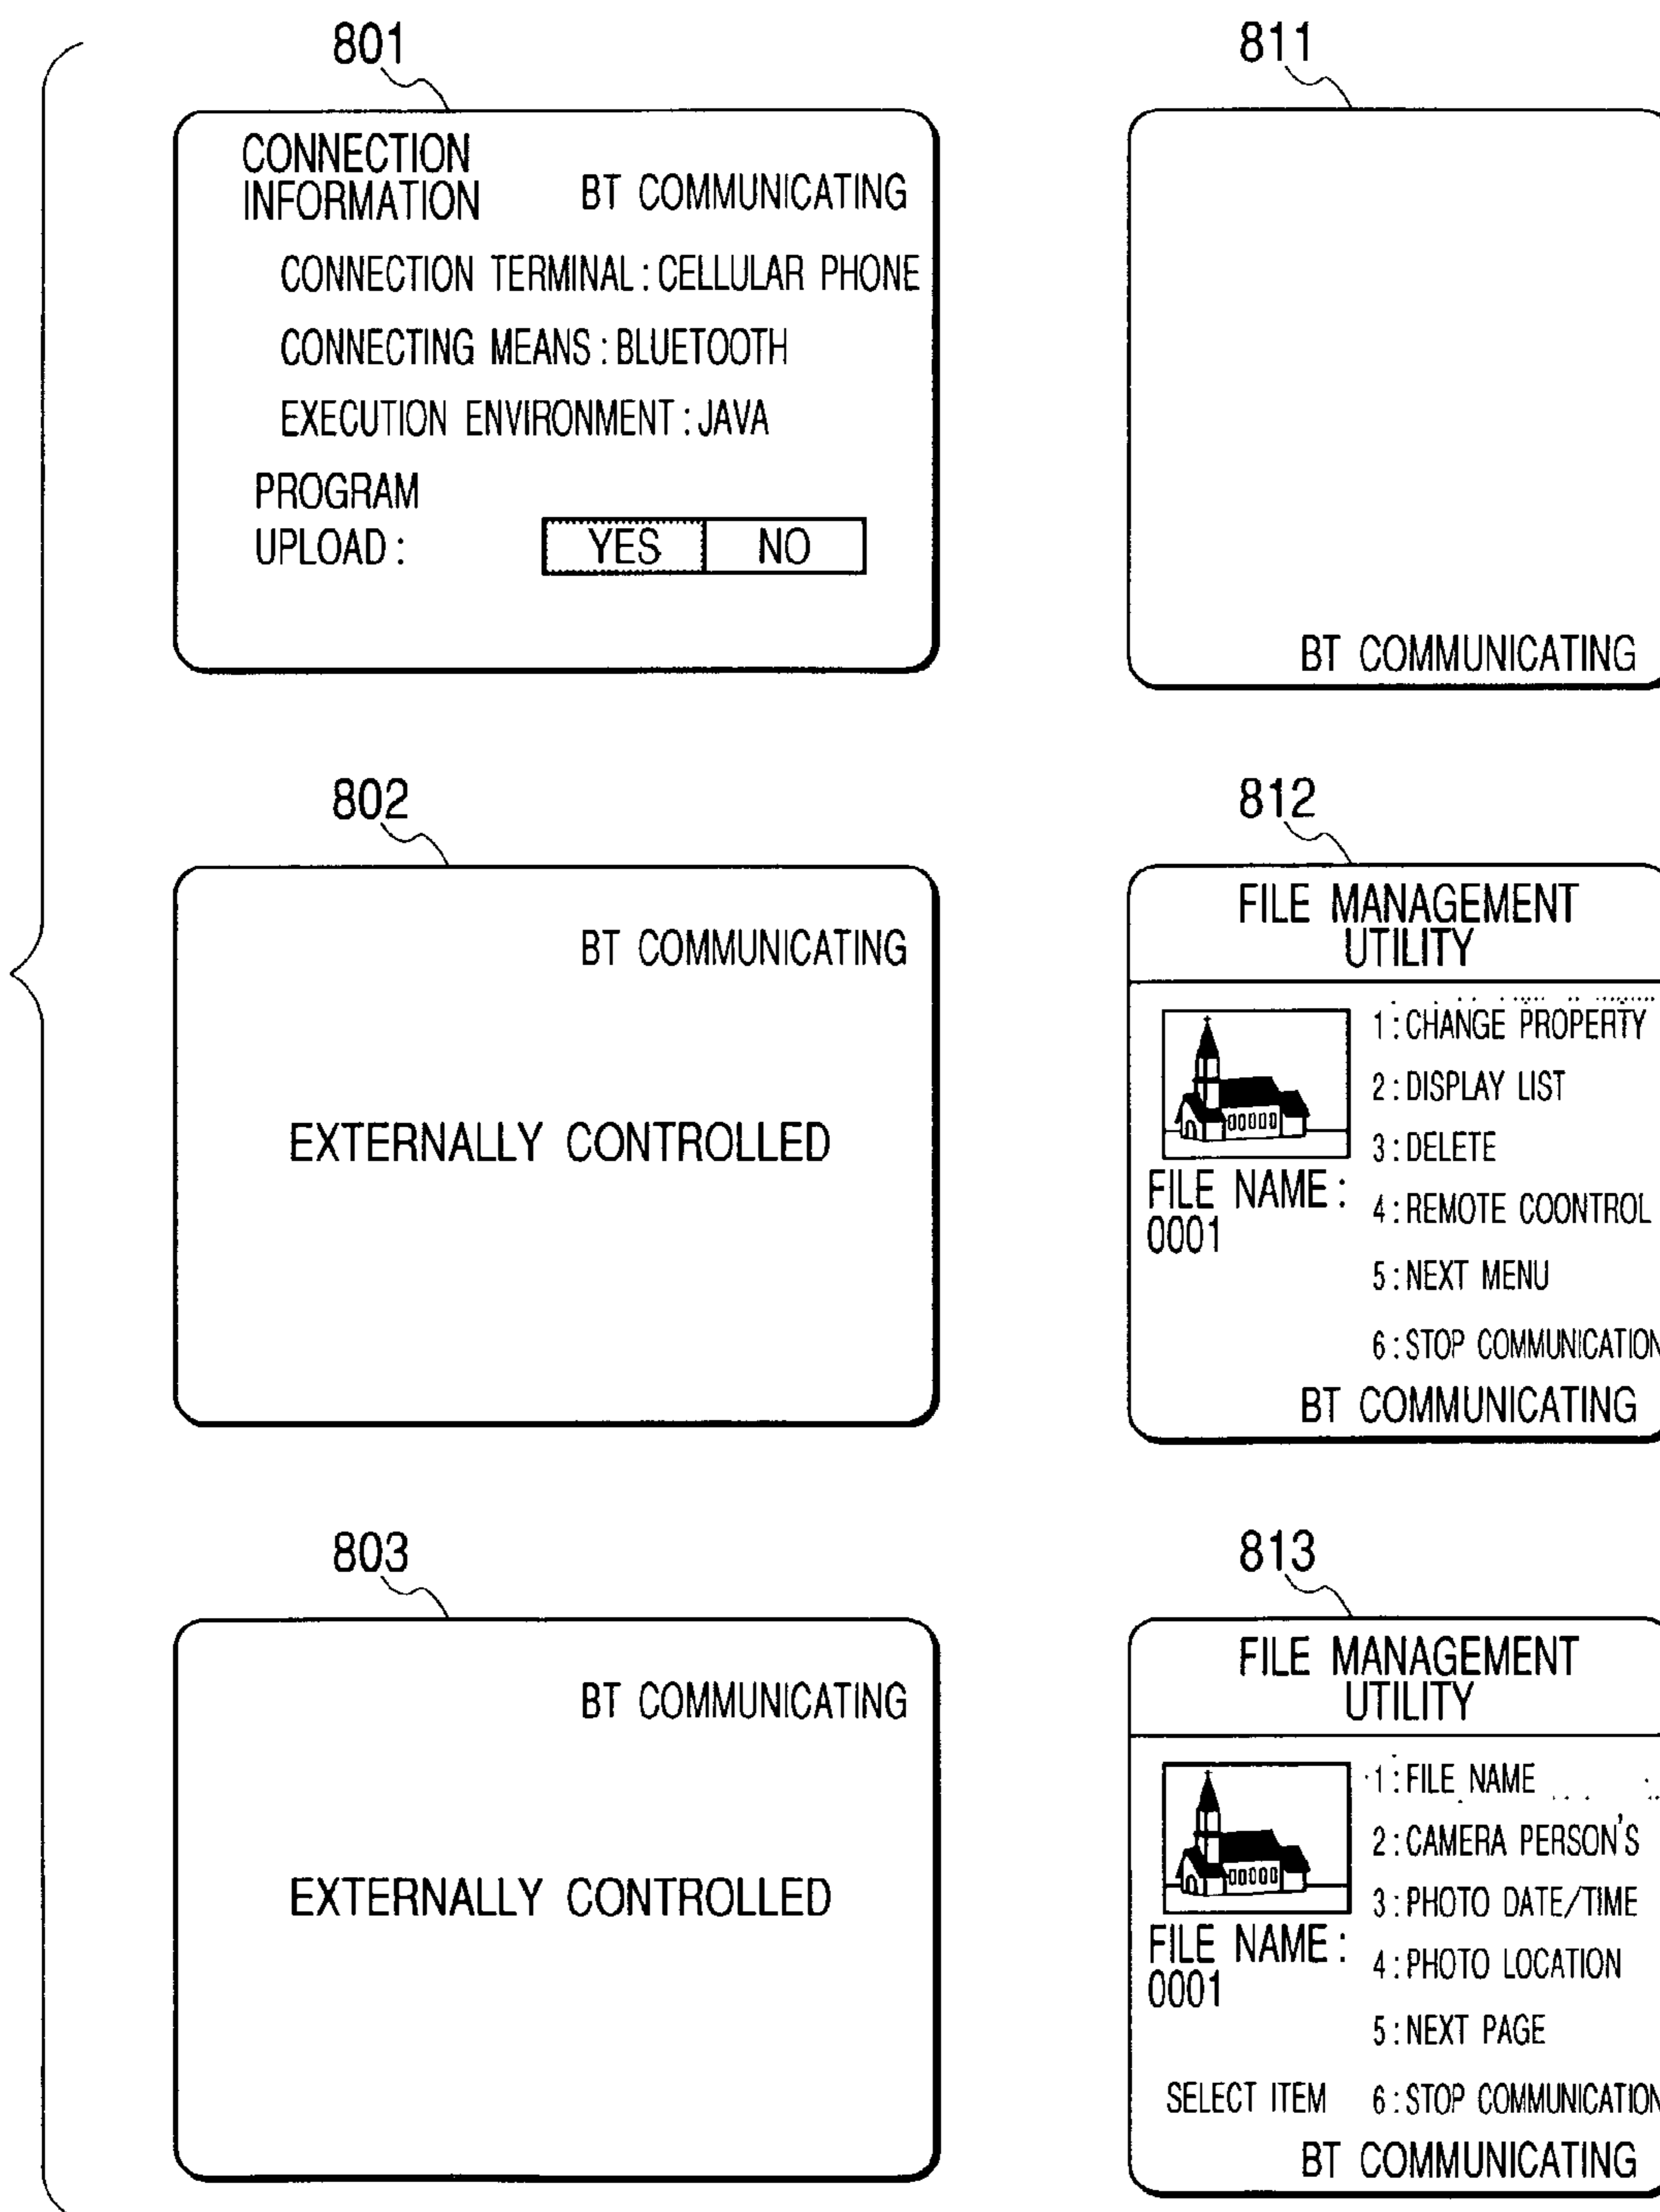 801
CONNECTION
INFORMATION
BT COMMUNICATING
CONNECTION TERMINAL : CELLULAR PHONE
CONNECTING MEANS : BLUETOOTH
EXECUTION ENVIRONMENT : JAVA
PROGRAM
UPLOAD :
YES NO
811
BT COMMUNICATING
802
BT COMMUNICATING
EXTERNALLY CONTROLLED
812
FILE MANAGEMENT
UTILITY
FILE NAME :
0001
1 : CHANGE PROPERTY
2 : DISPLAY LIST
3 : DELETE
4 : REMOTE COONTROL
5 : NEXT MENU
6 : STOP COMMUNICATION
BT COMMUNICATING
803
BT COMMUNICATING
EXTERNALLY CONTROLLED
813
FILE MANAGEMENT
UTILITY
FILE NAME :
0001
1 : FILE NAME
2 : CAMERA PERSON'S
3 : PHOTO DATE/TIME
4 : PHOTO LOCATION
5 : NEXT PAGE
SELECT ITEM
6 : STOP COMMUNICATION
BT COMMUNICATING